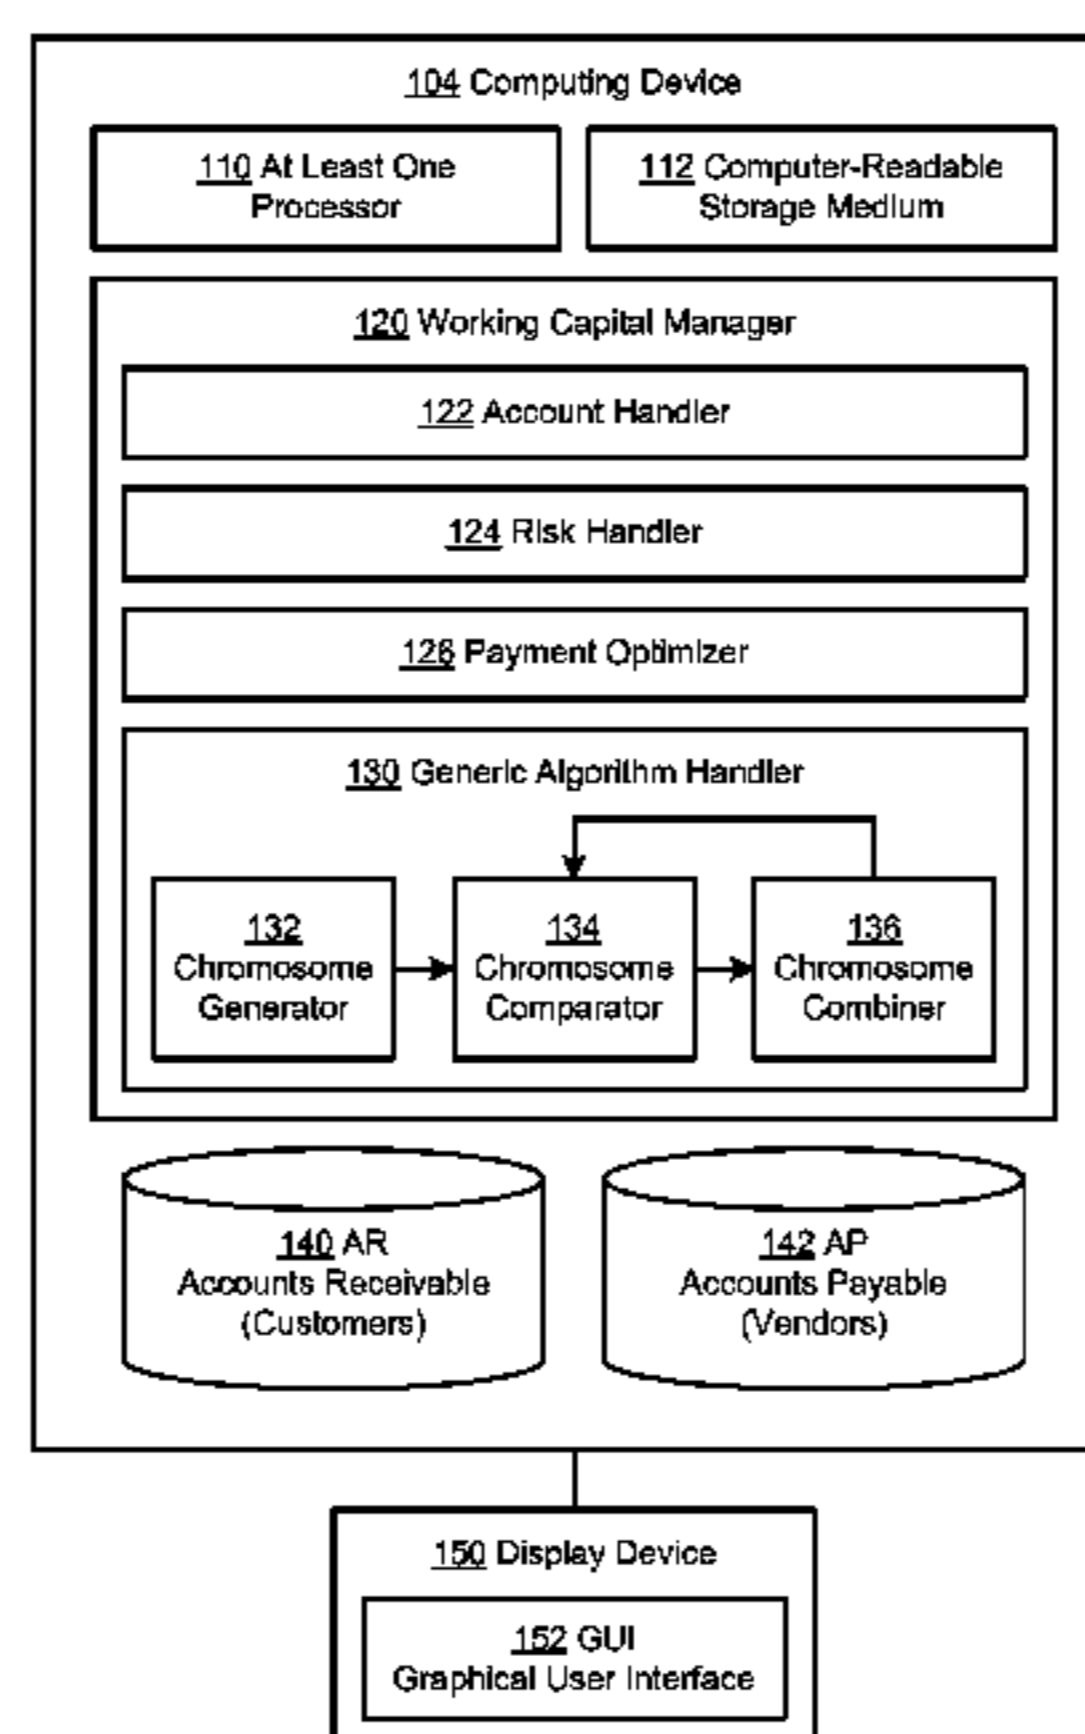 104 Computing Device
110 At Least One
Processor
112 Computer-Readable
Storage Medium
120 Working Capital Manager
122 Account Handler
124 Risk Handler
126 Payment Optimizer
130 Generic Algorithm Handler
132
Chromosome
Generator
134
Chromosome
Comparator
136
Chromosome
Combiner
140 AR
Accounts Receivable
(Customers)
142 AP
Accounts Payable
(Vendors)
150 Display Device
152 GUI
Graphical User Interface